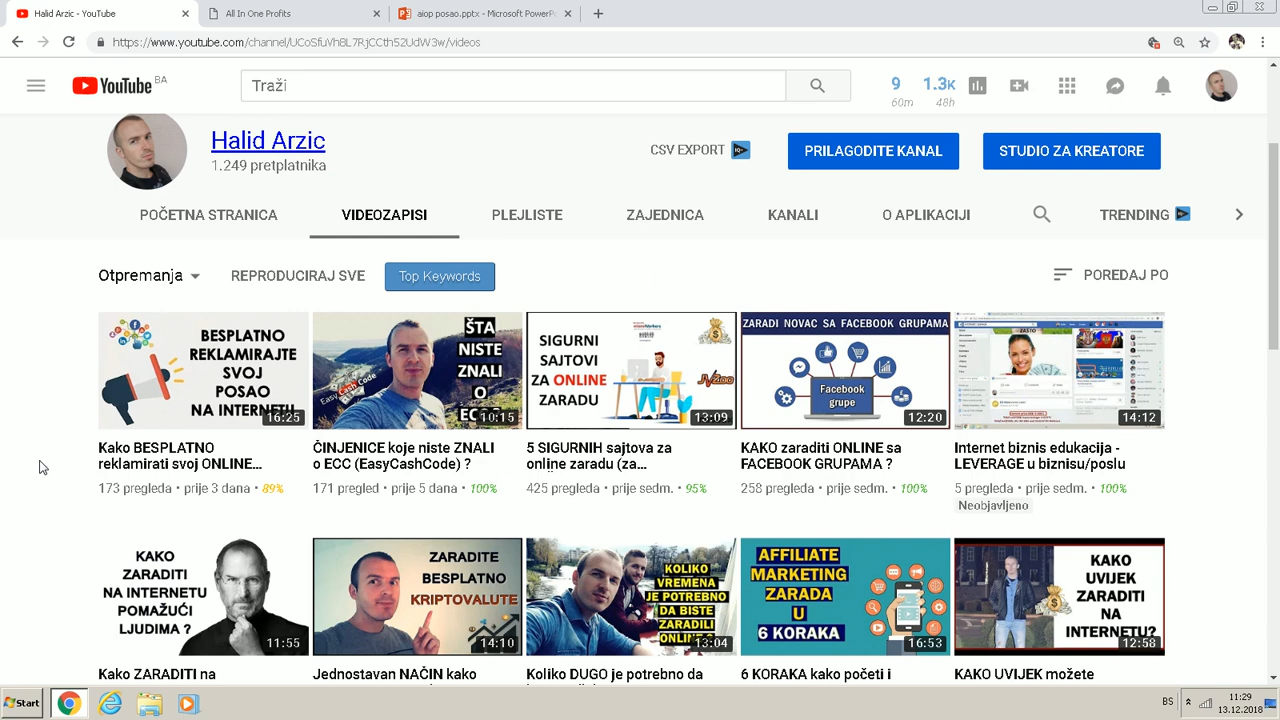 Halid Arzic - YouTube
All In One Profits
aiop posao.pptx - Microsoft PowerP
https://www.youtube.com/channel/UCoSfuYh8L7RjCCth52UdW3w/videos
YouTube BA
Traži
9
60m
1.3K
48h
Halid Arzic
1.249 pretplatnika
CSV EXPORT
PRILAGODITE KANAL
STUDIO ZA KREATORE
POČETNA STRANICA
VIDEOZAPISI
PLEJLISTE
ZAJEDNICA
KANALI
O APLIKACIJI
TRENDING
Otpremanja
REPRODUCIRAJ SVE
Top Keywords
POREDAJ PO
BESPLATNO
REKLAMIRAJTE
SVOJ
POSAO
NA INTERNETU
16:25
ŠTA
NISTE
ZNALI
O
ECC
10:15
SIGURNI
SAJTOVI
ZA ONLINE
ZARADU
JVZoo
13:09
ZARADI NOVAC SA FACEBOOK GRUPAMA
Facebook
grupe
12:20
14:12
Kako BESPLATNO
reklamirati svoj ONLINE...
173 pregleda • prije 3 dana • 89%
ČINJENICE koje niste ZNALI
o ECC (EasyCashCode) ?
171 pregled • prije 5 dana • 100%
5 SIGURNIH sajtova za
online zaradu (za...
425 pregleda • prije sedm. • 95%
KAKO zaraditi ONLINE sa
FACEBOOK GRUPAMA ?
258 pregleda • prije sedm. • 100%
Internet biznis edukacija -
LEVERAGE u biznisu/poslu
5 pregleda • prije sedm. • 100%
Neobjavljeno
KAKO
ZARADITI
NA INTERNETU
POMAŽUĆI
LJUDIMA ?
11:55
ZARADITE
BESPLATNO
KRIPTOVALUTE
14:10
KOLIKO
VREMENA
JE POTREBNO
DA BISTE
ZARADILI
ONLINE ?
13:04
AFFILIATE
MARKETING
ZARADA
U
6 KORAKA
16:53
KAKO
UVIJEK
ZARADITI
NA
INTERNETU?
12:58
Kako ZARADITI na
Jednostavan NAČIN kako
Koliko DUGO je potrebno da
6 KORAKA kako početi i
KAKO UVIJEK možete
Start
BS
11:29
13.12.2018